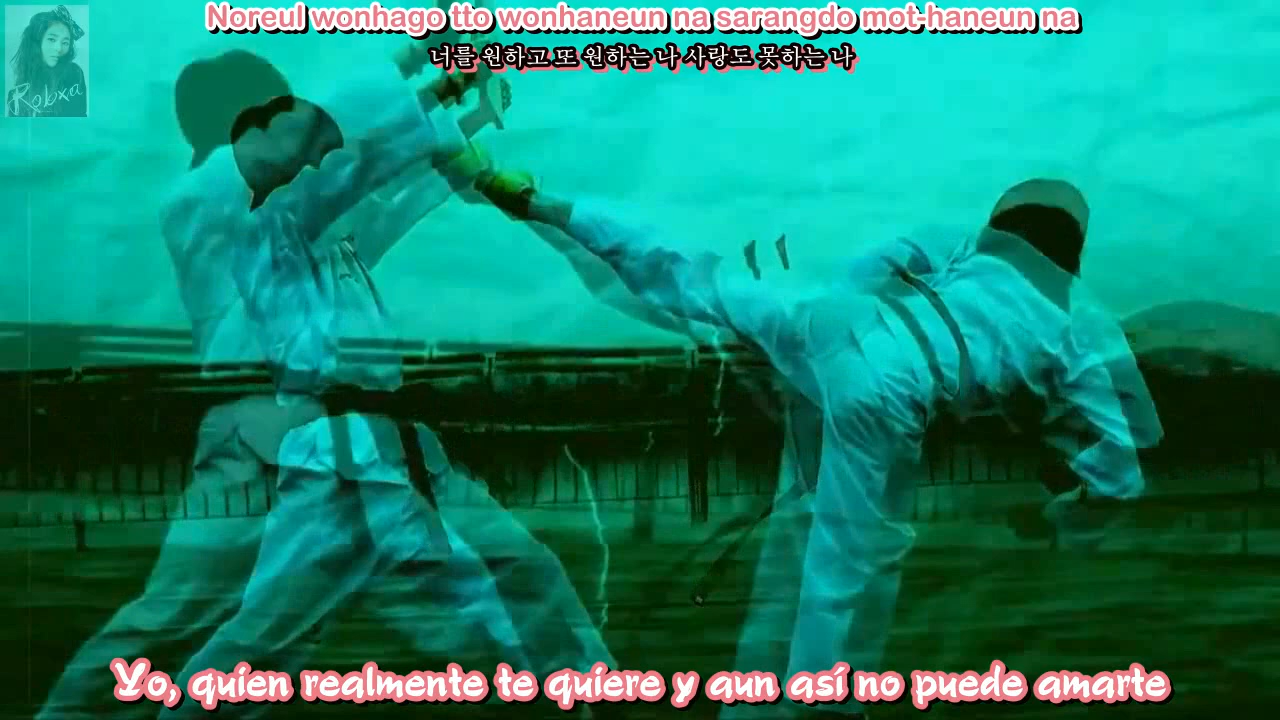 Noreul wonhago tto wonhaneun na sarangdo mot-haneun na
너를 원하고 또 원하는 나 사랑도 못하는 나
Robxa
Yo, quien realmente te quiere y aun así no puede amarte